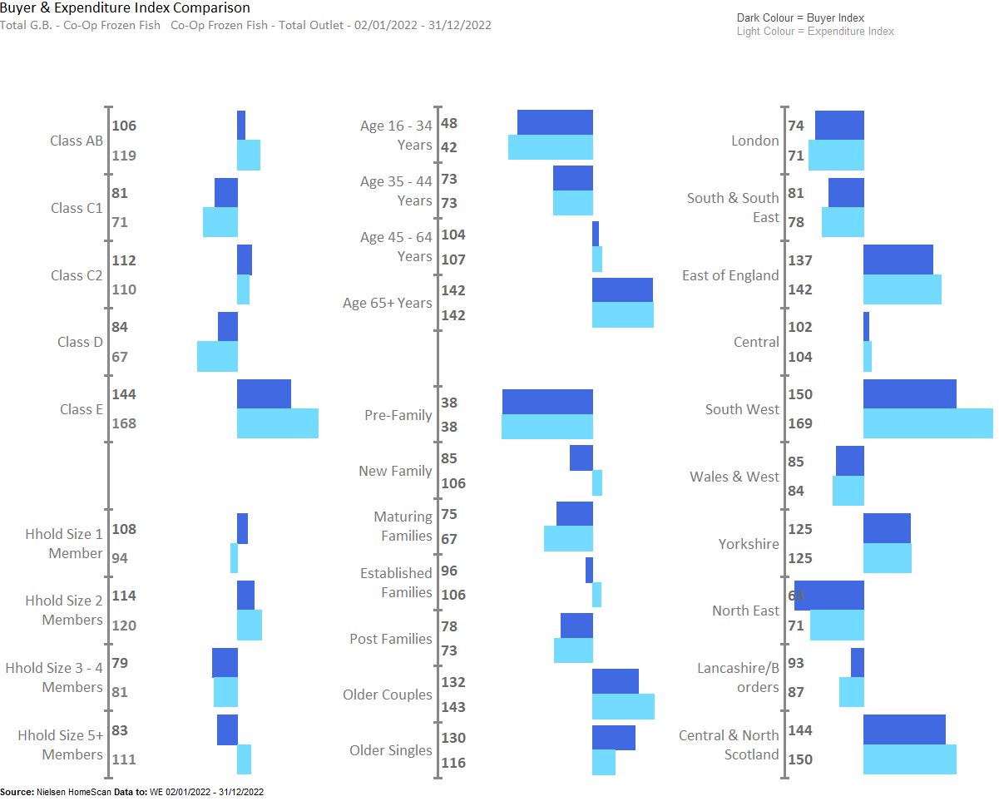 Buyer & Expenditure Index Comparison
Total G.B. - Co-Op Frozen Fish   Co-Op Frozen Fish - Total Outlet - 02/01/2022 - 31/12/2022
Dark Colour = Buyer Index
Light Colour = Expenditure Index
Class AB
106
119
Class C1
81
71
Class C2
112
110
Class D
84
67
Class E
144
168
Hhold Size 1
Member
108
94
Hhold Size 2
Members
114
120
Hhold Size 3 - 4
Members
79
81
Hhold Size 5+
Members
83
111
Age 16 - 34
Years
48
42
Age 35 - 44
Years
73
73
Age 45 - 64
Years
104
107
Age 65+ Years
142
142
Pre-Family
38
38
New Family
85
106
Maturing
Families
75
67
Established
Families
96
106
Post Families
78
73
Older Couples
132
143
Older Singles
130
116
London
74
71
South & South
East
81
78
East of England
137
142
Central
102
104
South West
150
169
Wales & West
85
84
Yorkshire
125
125
North East
63
71
Lancashire/B
orders
93
87
Central & North
Scotland
144
150
Source: Nielsen HomeScan Data to: WE 02/01/2022 - 31/12/2022